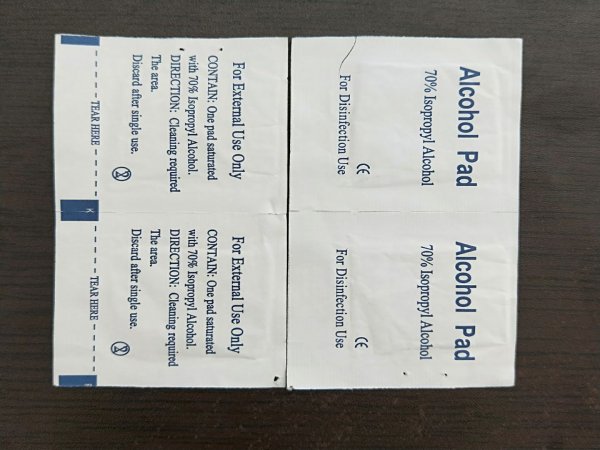 Alcohol Pad
70% Isopropyl Alcohol
CE
For Disinfection Use
Alcohol Pad
70% Isopropyl Alcohol
CE
For Disinfection Use
For External Use Only
CONTAIN: One pad saturated
with 70% Isopropyl Alcohol.
DIRECTION: Cleaning required
The area.
Discard after single use.
TEAR HERE
K
For External Use Only
CONTAIN: One pad saturated
with 70% Isopropyl Alcohol.
DIRECTION: Cleaning required
The area.
Discard after single use.
TEAR HERE